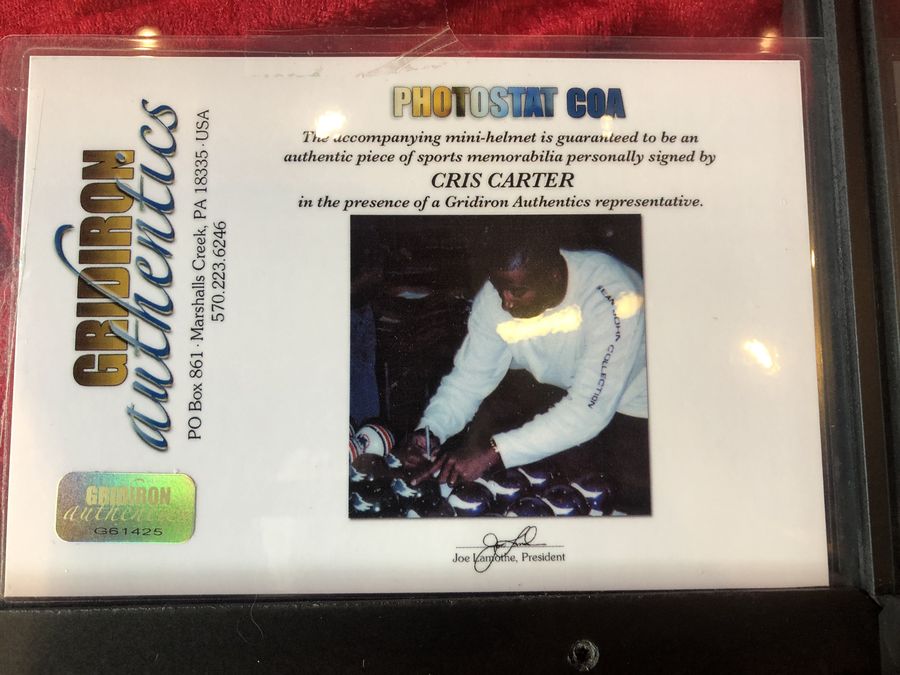 PHOTOSTAT COA
The accompanying mini-helmet is guaranteed to be an
authentic piece of sports memorabilia personally signed by
CRIS CARTER
in the presence of a Gridiron Authentics representative.
GRIDIRON
authentics
PO Box 861 · Marshalls Creek, PA 18335 · USA
570.223.6246
SEAN JOHN COLLECTION
GRIDIRON
authentics
G61425
Joe Lamothe, President